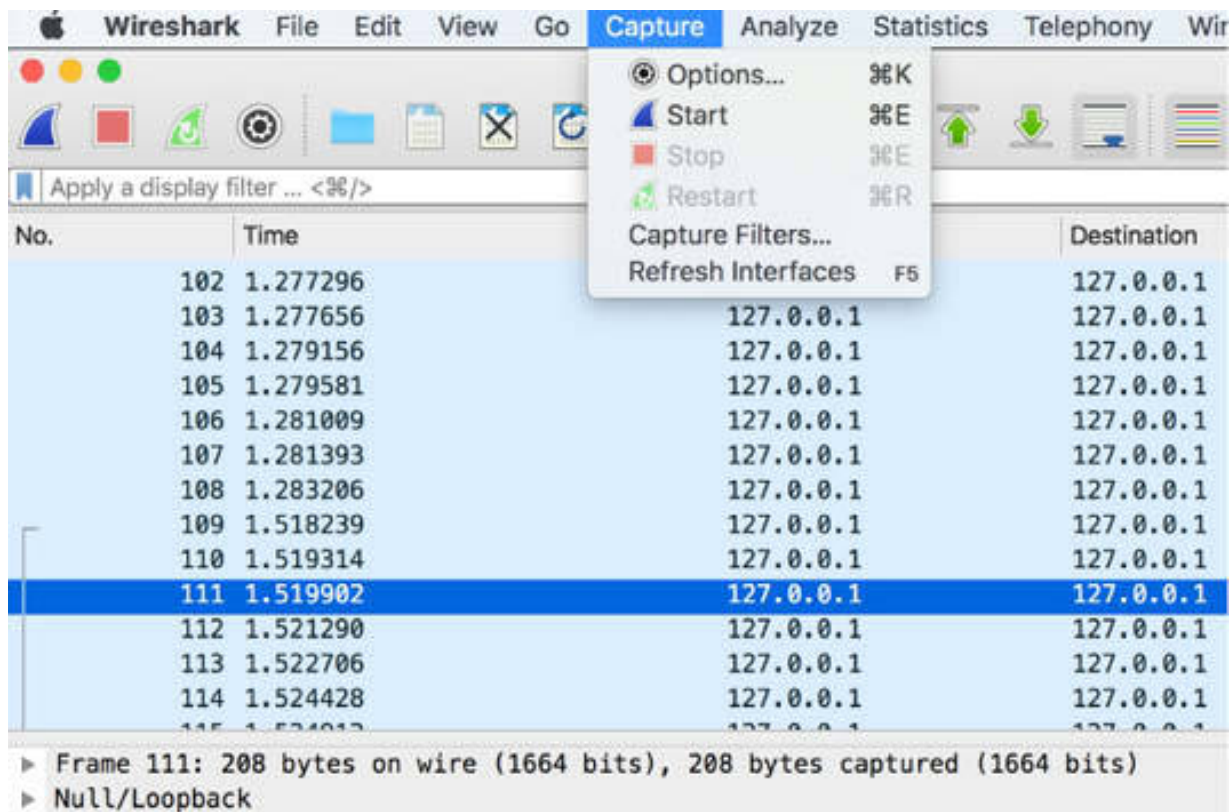 Wireshark File Edit View Go Capture Analyze Statistics Telephony
Options... ⌘K
Start ⌘E
Stop ⌘E
Restart ⌘R
Capture Filters...
Refresh Interfaces F5
Apply a display filter ... <⌘/>
No. Time Destination
102 1.277296 127.0.0.1
103 1.277656 127.0.0.1 127.0.0.1
104 1.279156 127.0.0.1 127.0.0.1
105 1.279581 127.0.0.1 127.0.0.1
106 1.281009 127.0.0.1 127.0.0.1
107 1.281393 127.0.0.1 127.0.0.1
108 1.283206 127.0.0.1 127.0.0.1
109 1.518239 127.0.0.1 127.0.0.1
110 1.519314 127.0.0.1 127.0.0.1
111 1.519902 127.0.0.1 127.0.0.1
112 1.521290 127.0.0.1 127.0.0.1
113 1.522706 127.0.0.1 127.0.0.1
114 1.524428 127.0.0.1 127.0.0.1
Frame 111: 208 bytes on wire (1664 bits), 208 bytes captured (1664 bits)
Null/Loopback